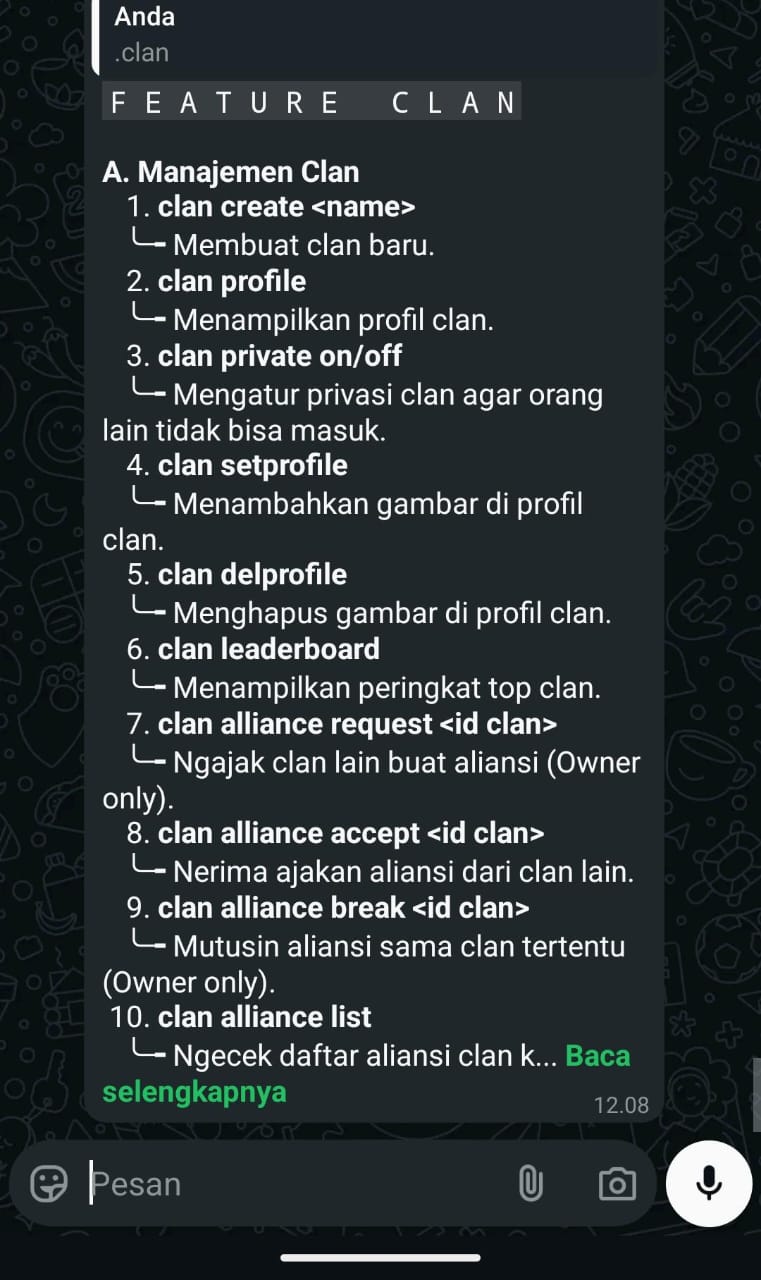 Anda
.clan
F E A T U R E   C L A N
A. Manajemen Clan
1. clan create <name>
╰╼ Membuat clan baru.
2. clan profile
╰╼ Menampilkan profil clan.
3. clan private on/off
╰╼ Mengatur privasi clan agar orang
lain tidak bisa masuk.
4. clan setprofile
╰╼ Menambahkan gambar di profil
clan.
5. clan delprofile
╰╼ Menghapus gambar di profil clan.
6. clan leaderboard
╰╼ Menampilkan peringkat top clan.
7. clan alliance request <id clan>
╰╼ Ngajak clan lain buat aliansi (Owner
only).
8. clan alliance accept <id clan>
╰╼ Nerima ajakan aliansi dari clan lain.
9. clan alliance break <id clan>
╰╼ Mutusin aliansi sama clan tertentu
(Owner only).
10. clan alliance list
╰╼ Ngecek daftar aliansi clan k... Baca
selengkapnya
12.08
Pesan